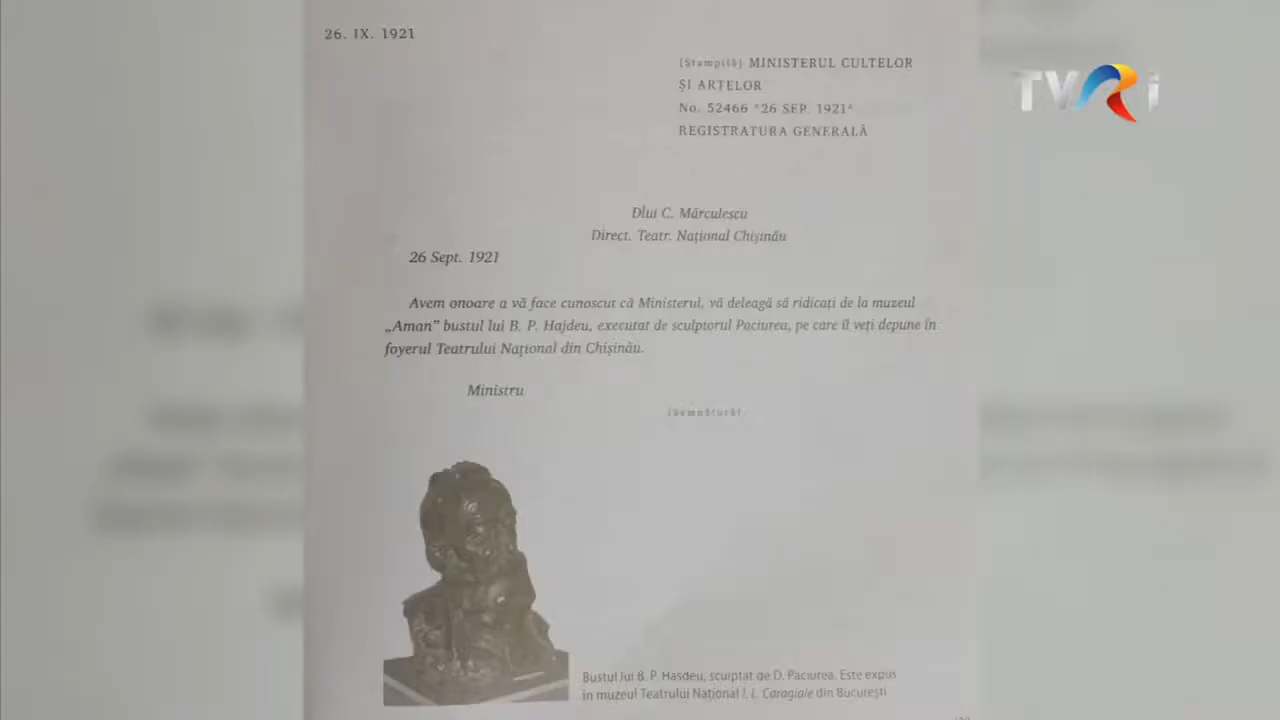 26. IX. 1921
TVRi
[Ștampilă] MINISTERUL CULTELOR
ȘI ARTELOR
No. 52466 *26 SEP. 1921*
REGISTRATURA GENERALĂ
Dlui C. Mărculescu
Direct. Teatr. Național Chișinău
26 Sept. 1921
Avem onoare a vă face cunoscut că Ministerul, vă deleagă să ridicați de la muzeul
„Aman” bustul lui B. P. Hajdeu, executat de sculptorul Paciurea, pe care îl veți depune în
foyerul Teatrului Național din Chișinău.
Ministru
[Semnătură]
Bustul lui B. P. Hasdeu, sculptat de D. Paciurea. Este expus
în muzeul Teatrului Național I. L. Caragiale din București